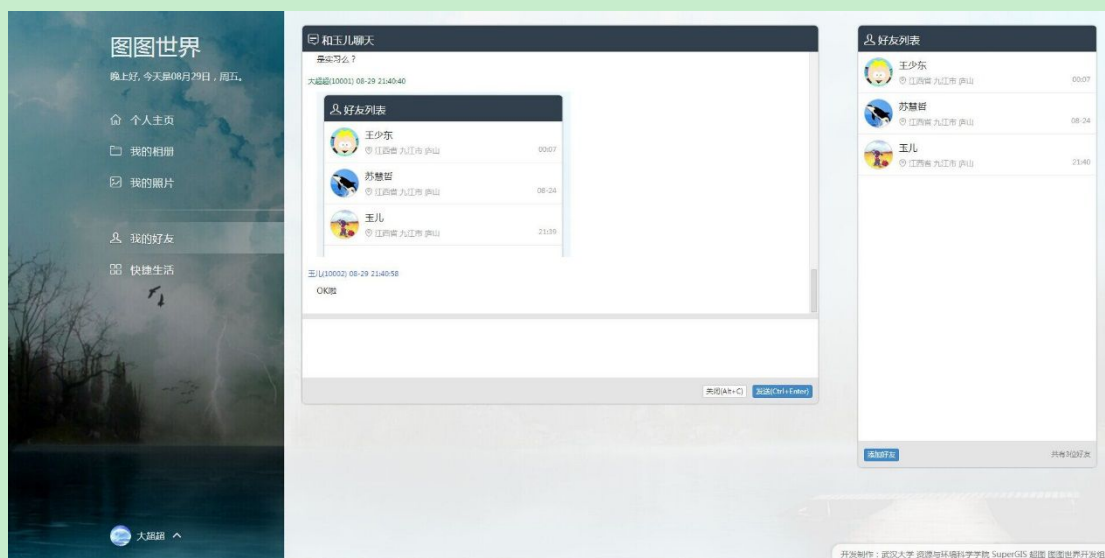 图图世界
晚上好, 今天是08月29日，周五。
个人主页
我的相册
我的照片
我的好友
快捷生活
大超超
和玉儿聊天
是实习么？
大超超(10001) 08-29 21:40:40
好友列表
王少东
江西省 九江市 庐山
00:07
苏慧哲
江西省 九江市 庐山
08-24
玉儿
江西省 九江市 庐山
21:39
玉儿(10002) 08-29 21:40:58
OK啦
关闭(Alt+C) 发送(Ctrl+Enter)
好友列表
王少东
江西省 九江市 庐山
00:07
苏慧哲
江西省 九江市 庐山
08-24
玉儿
江西省 九江市 庐山
21:40
添加好友
共有3位好友
开发制作：武汉大学 资源与环境科学学院 SuperGIS 超图 图图世界开发组